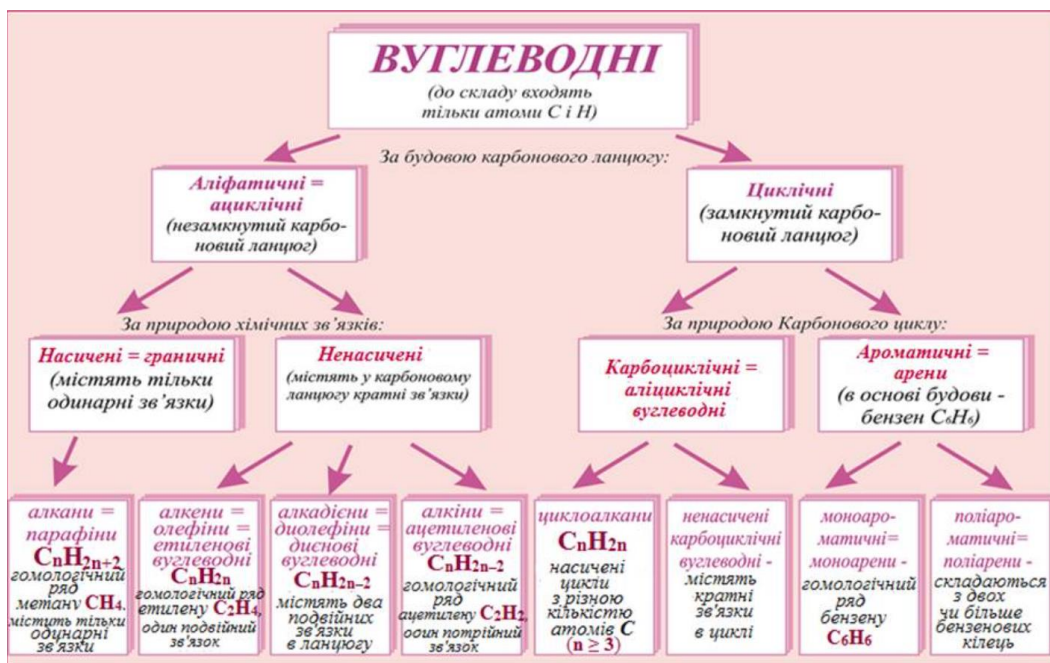 ВУГЛЕВОДНІ
(до складу входять
тільки атоми С і Н)
За будовою карбонового ланцюгу:
Аліфатичні =
ациклічні
(незамкнутий карбо-
новий ланцюг)
Циклічні
(замкнутий карбо-
новий ланцюг)
За природою хімічних зв’язків:
За природою Карбонового циклу:
Насичені = граничні
(містять тільки
одинарні зв’язки)
Ненасичені
(містять у карбоновому
ланцюгу кратні зв’язки)
Карбоциклічні =
аліциклічні
вуглеводні
Ароматичні =
арени
(в основі будови -
бензен C₆H₆)
алкани =
парафіни
CnH2n+2
гомологічний
ряд
метану CH4.
містить тільки
одинарні
зв'язки
алкени =
олефіни =
етиленові
вуглеводні
CnH2n
гомологічний ряд
етилену C2H4,
один подвійний
зв'язок
алкадієни =
диолефіни =
диснові
вуглеводні
CnH2n–2
містять два
подвійних
зв'язки
в ланцюгу
алкіни =
ацетиленові
вуглеводні
CnH2n–2
гомологічний
ряд
ацетилену C2H2,
один потрійний
зв'язок
циклоалкани
CnH2n
насичені
цикли
з різною
кількістю
атомів С
(n ≥ 3)
ненасичені
карбоциклічні
вуглеводні -
містять
кратні
зв'язки
в циклі
моноаро-
матичні=
моноарени -
гомологічний
ряд
бензену
C6H6
поліаро-
матичні=
поліарени -
складаються
з двох
чи більше
бензенових
кілець